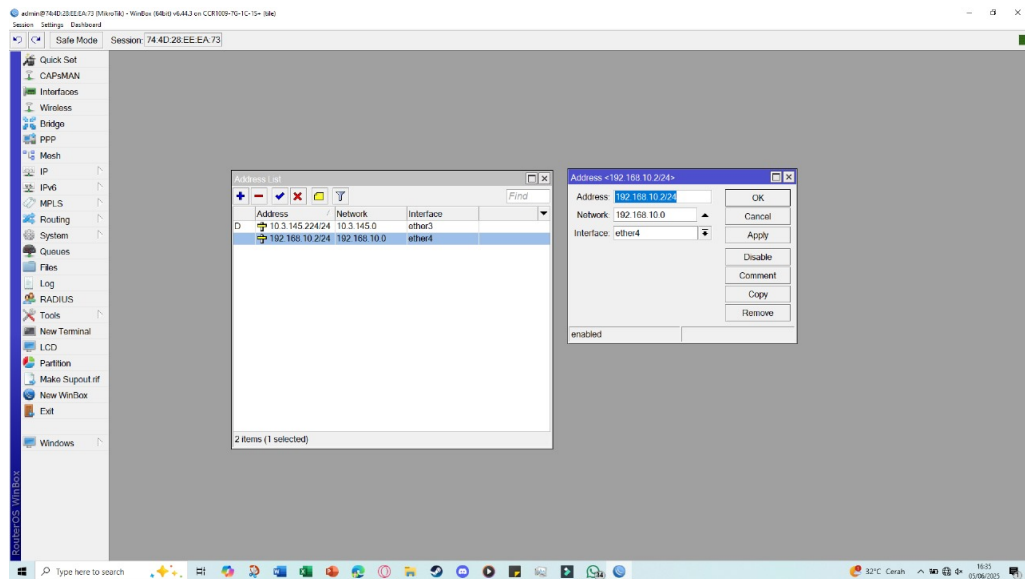 admin@74:4D:28:EE:EA:73 (MikroTik) - WinBox (64bit) v6.44.3 on CCR1009-7G-1C-1S+ (tile)
Session Settings Dashboard
Safe Mode Session: 74:4D:28:EE:EA:73
Quick Set
CAPsMAN
Interfaces
Wireless
Bridge
PPP
Mesh
IP
IPv6
MPLS
Routing
System
Queues
Files
Log
RADIUS
Tools
New Terminal
LCD
Partition
Make Supout.rif
New WinBox
Exit
Windows
RouterOS WinBox
Address List
Find
Address Network Interface
D 10.3.145.224/24 10.3.145.0 ether3
192.168.10.2/24 192.168.10.0 ether4
2 items (1 selected)
Address <192.168.10.2/24>
Address: 192.168.10.2/24
Network: 192.168.10.0
Interface: ether4
OK
Cancel
Apply
Disable
Comment
Copy
Remove
enabled
Type here to search
32°C Cerah
16:35
05/06/2025